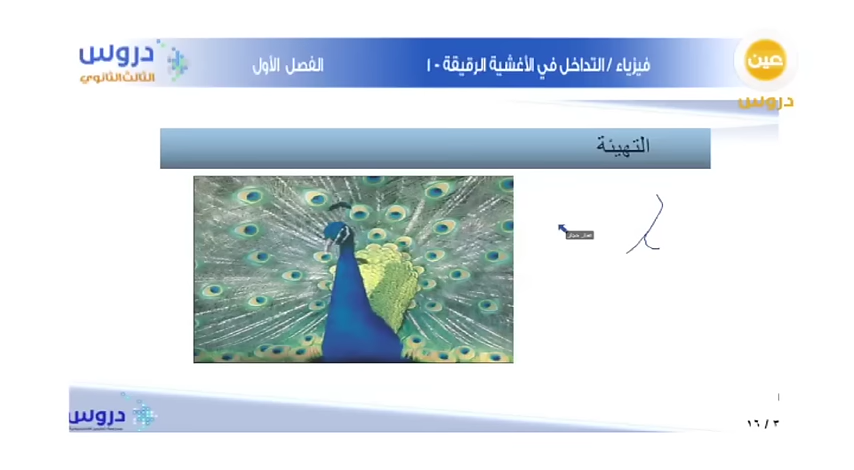 دروس
الثالث الثانوي
الفصل الأول
فيزياء / التداخل في الأغشية الرقيقة - ١
عين
دروس
التهيئة
λ
دروس
١٦ / ٣